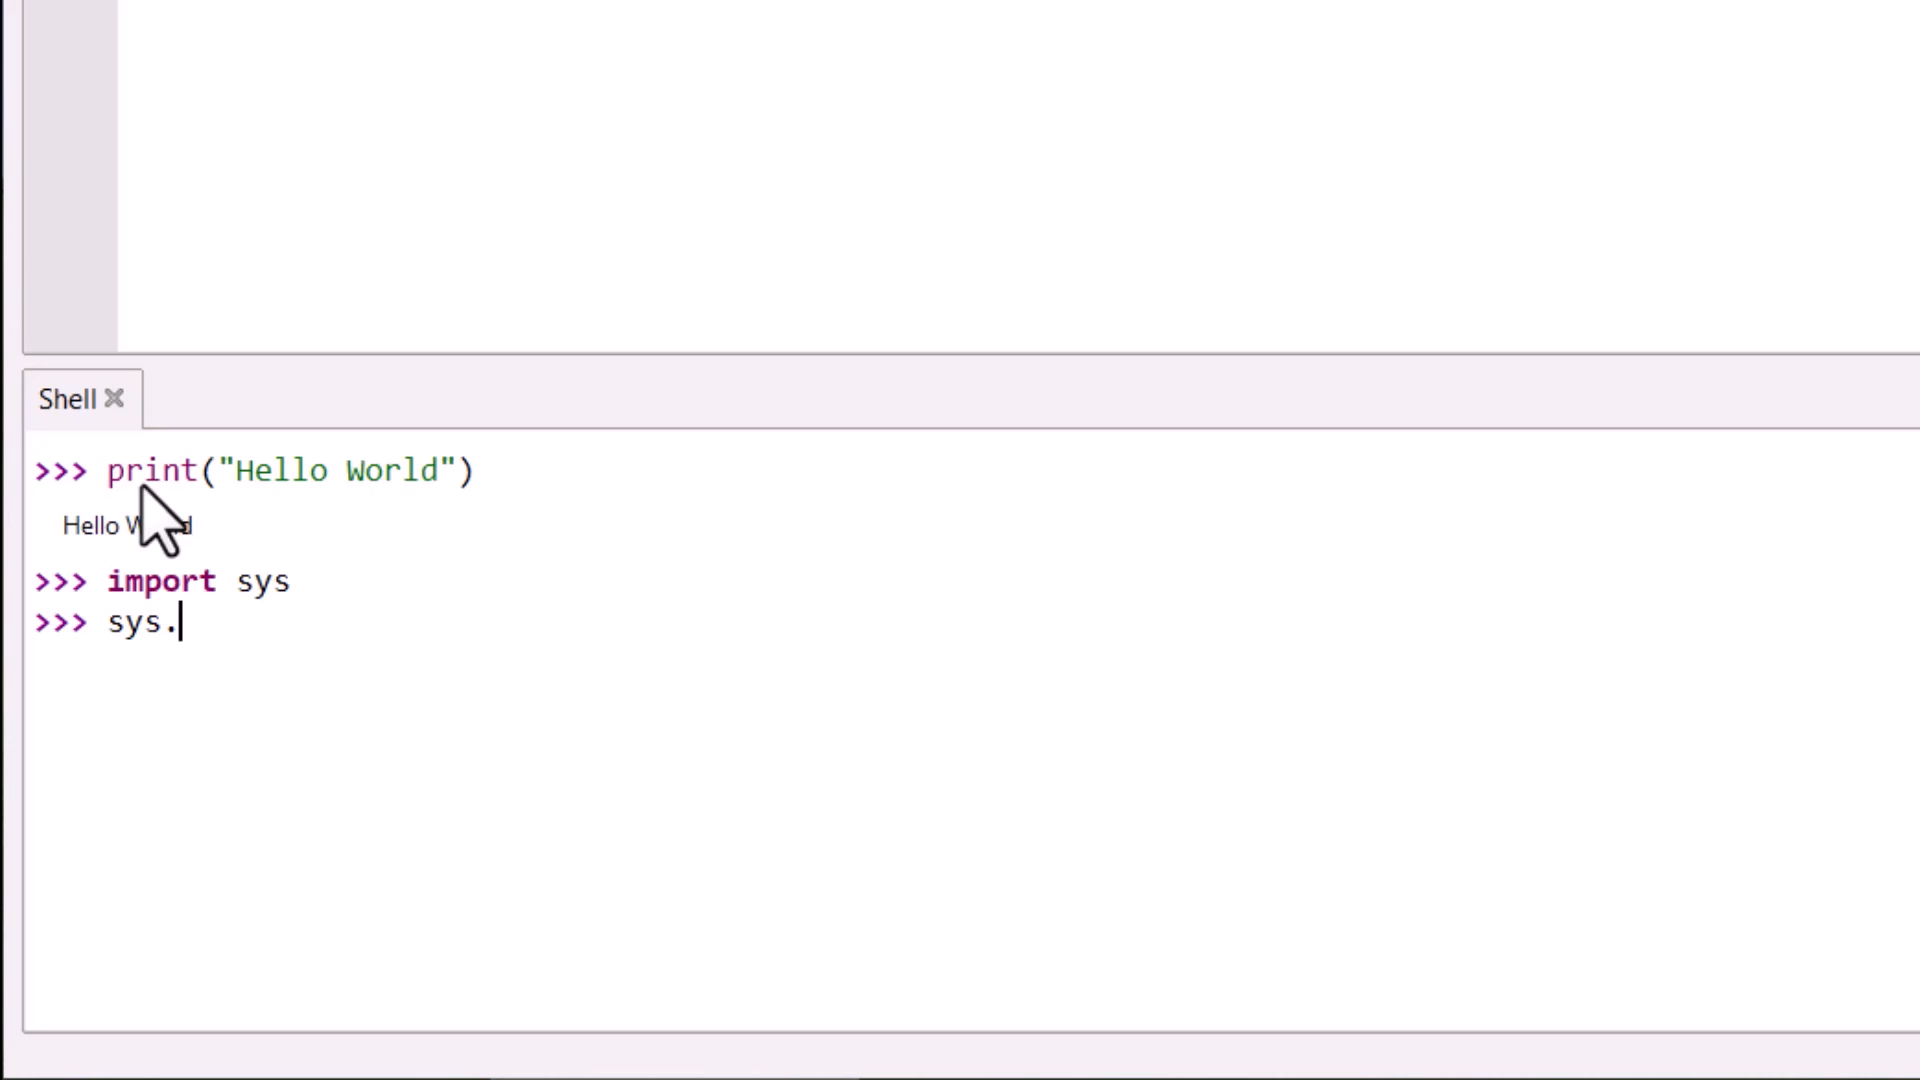 Shell
>>> print("Hello World")
Hello
>>> import sys
>>> sys.